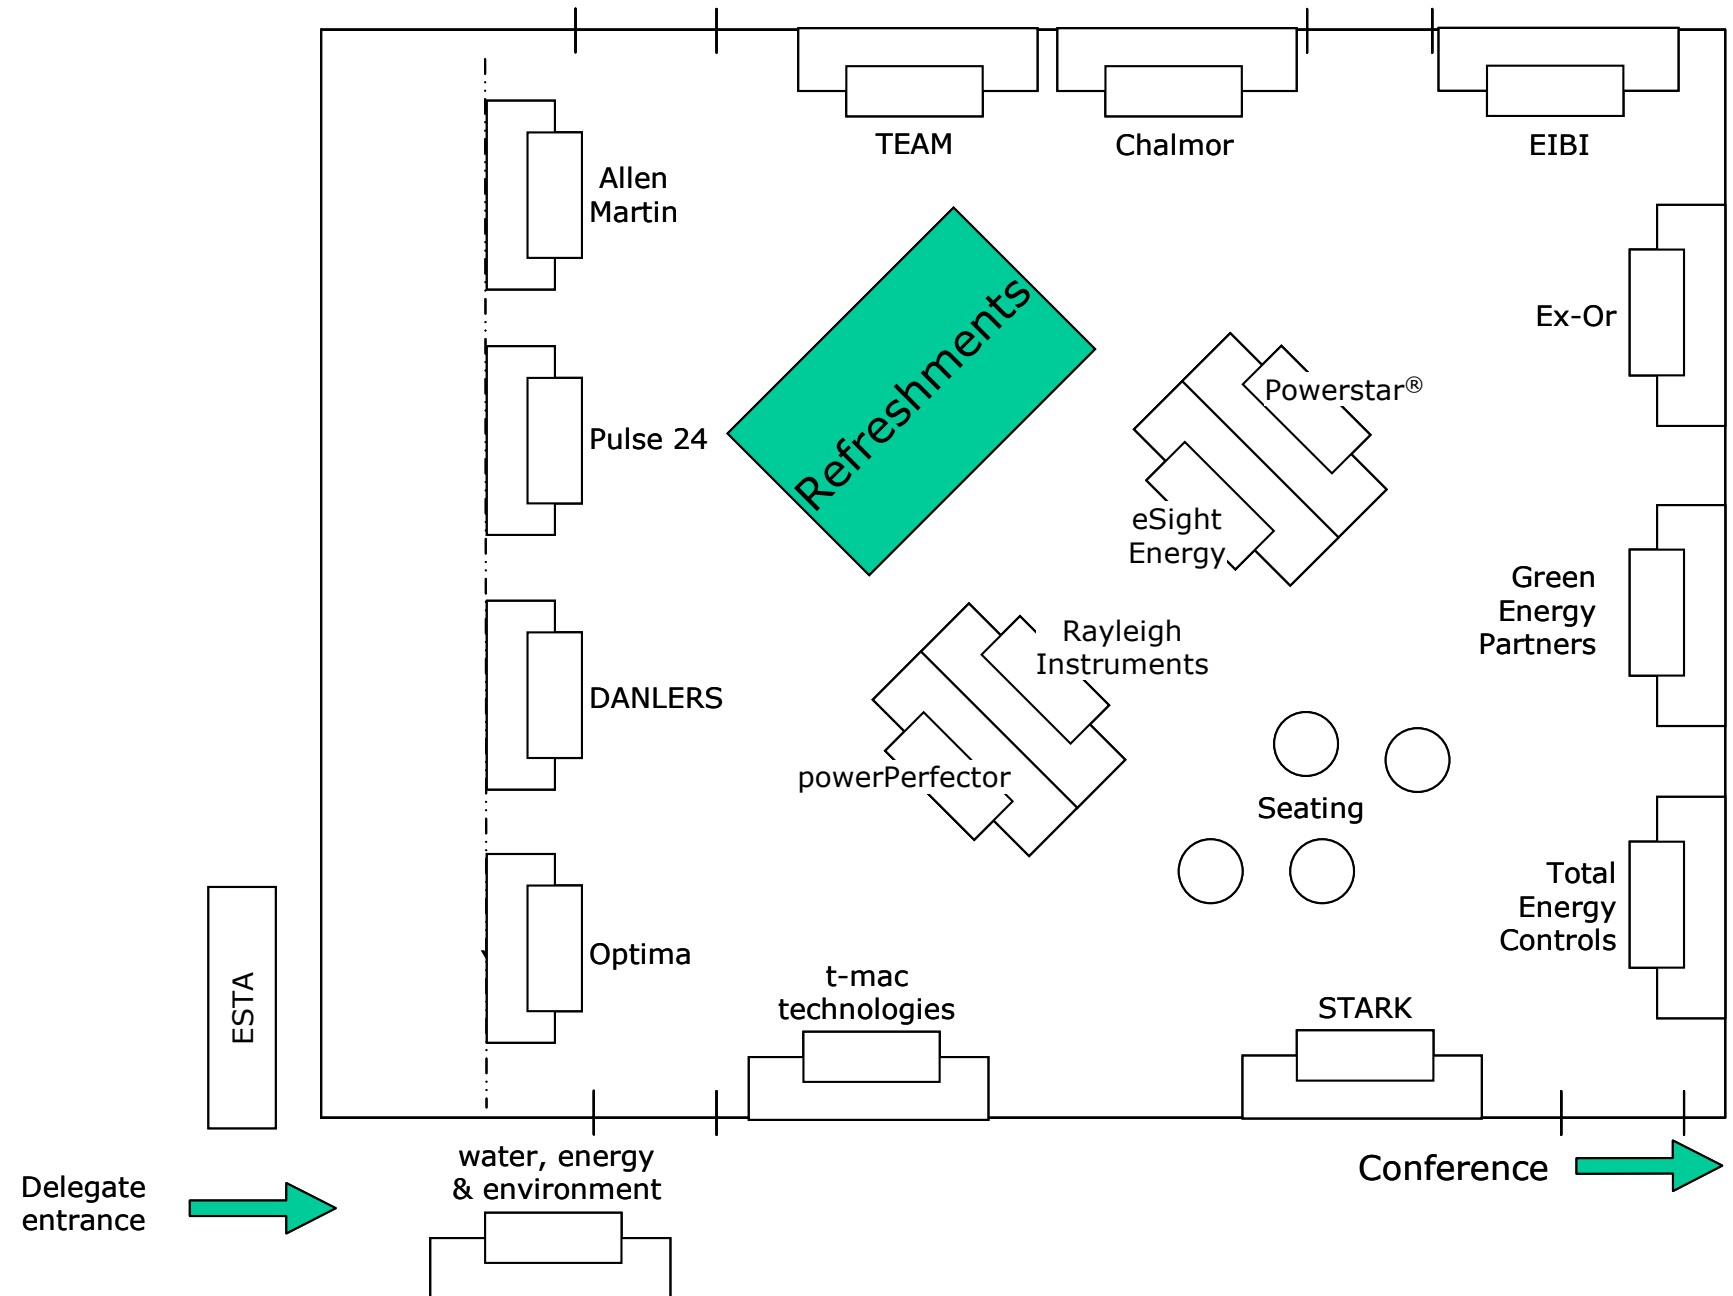 TEAM
Chalmor
EIBI
Allen
Martin
Refreshments
Ex-Or
Powerstar®
Pulse 24
eSight
Energy
Green
Energy
Partners
Rayleigh
Instruments
DANLERS
powerPerfector
Seating
Total
Energy
Controls
Optima
t-mac
technologies
STARK
ESTA
water, energy
& environment
Conference
Delegate
entrance